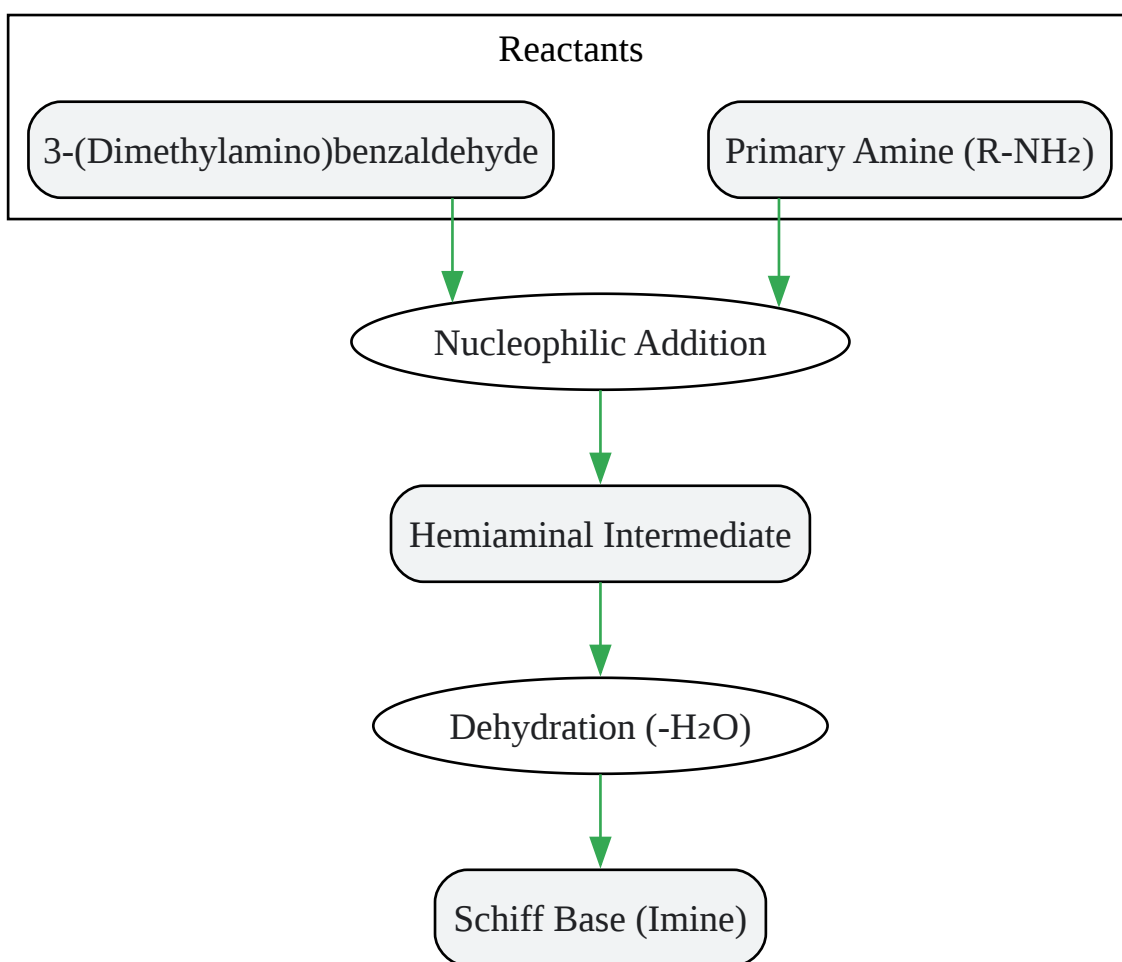 Reactants
3-(Dimethylamino)benzaldehyde
Primary Amine (R-NH₂)
Nucleophilic Addition
Hemiaminal Intermediate
Dehydration (-H₂O)
Schiff Base (Imine)